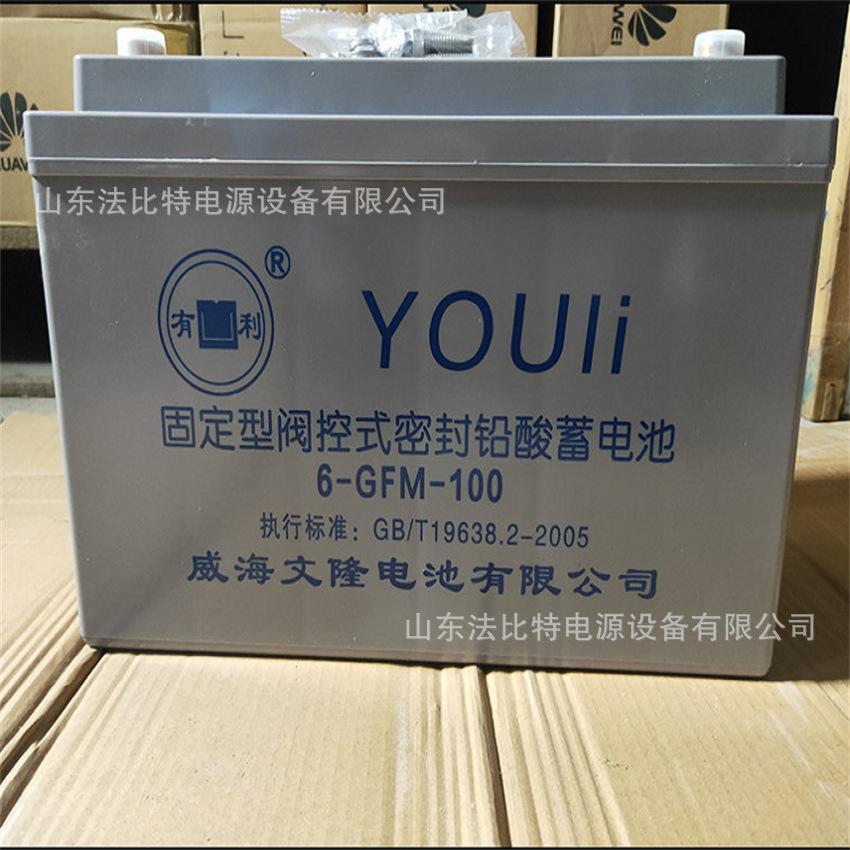 HUAWEI
山东法比特电源设备有限公司
有利
®
YOUli
固定型阀控式密封铅酸蓄电池
6-GFM-100
执行标准：GB/T19638.2-2005
威海文隆电池有限公司
山东法比特电源设备有限公司